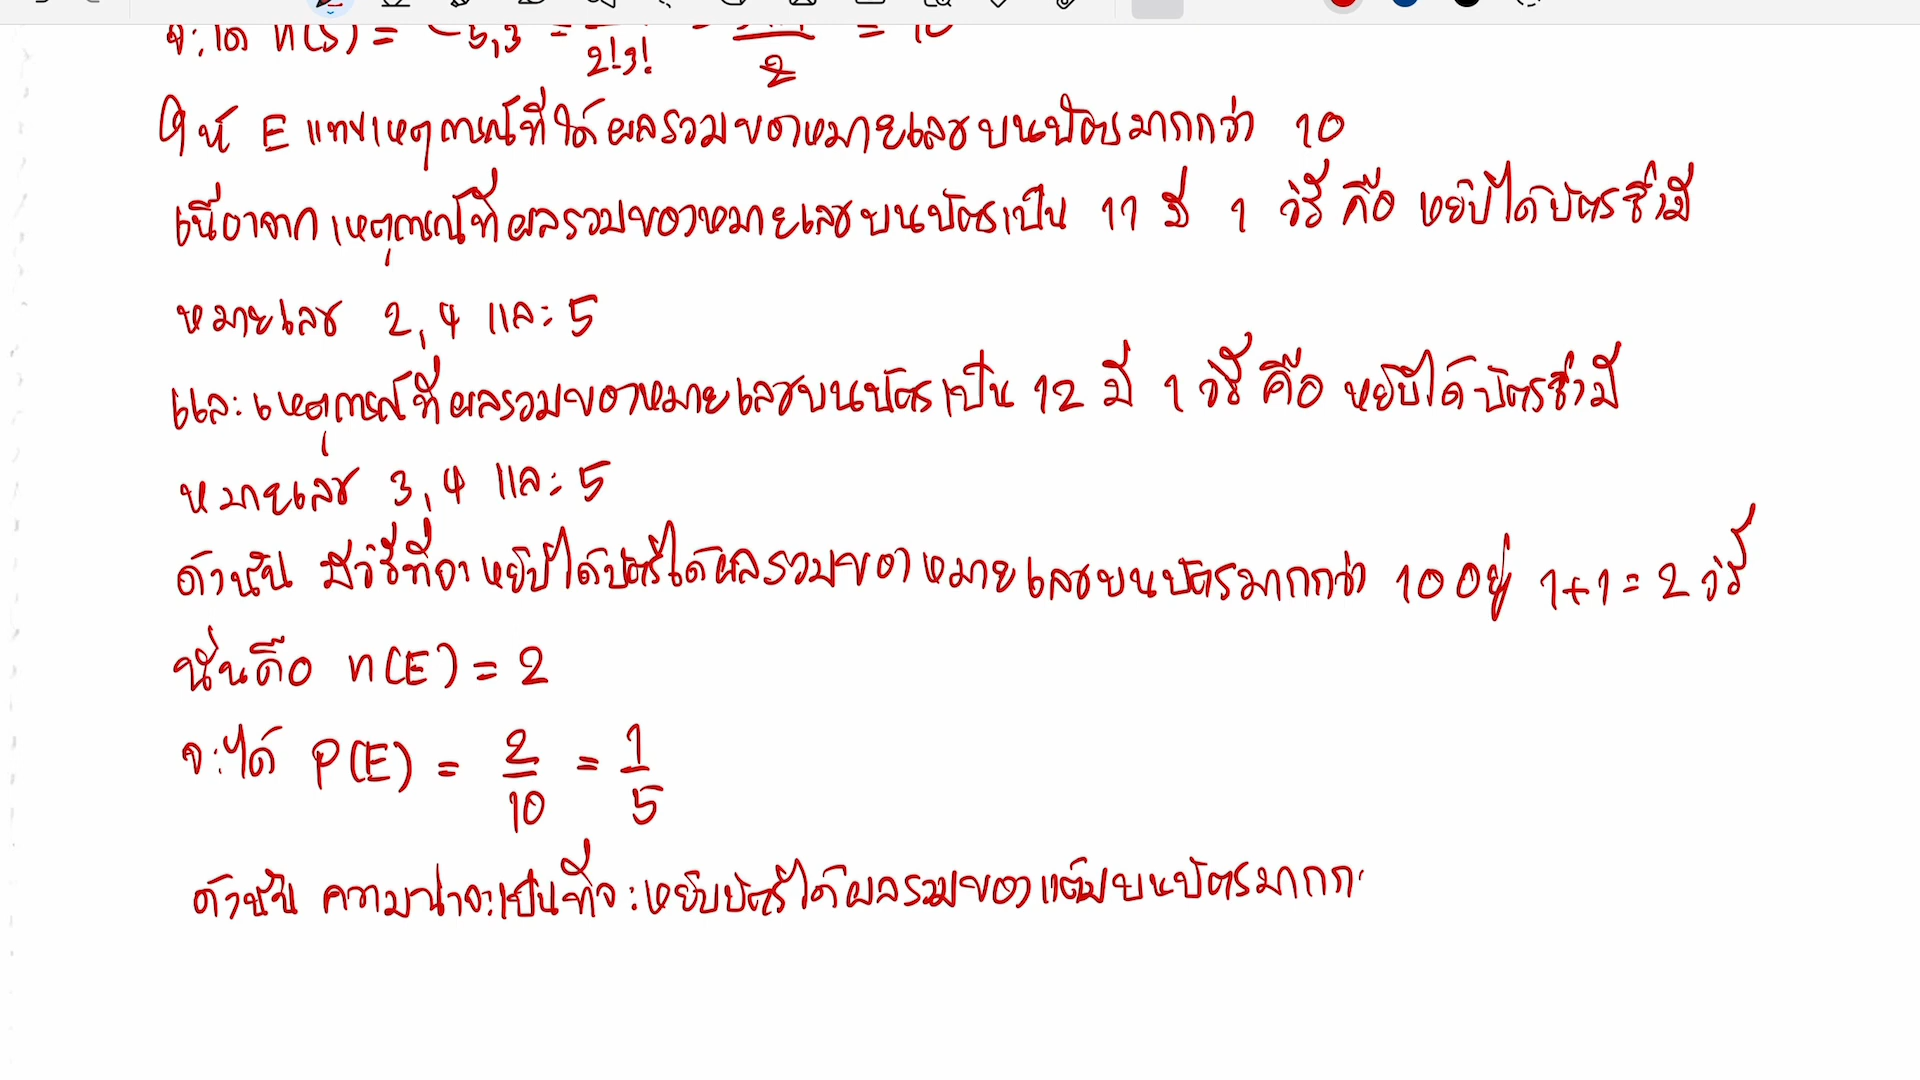 จะได้ n(S) = C5,3 = 2!3! = 2 = 10
ให้ E แทนเหตุการณ์ที่ได้ผลรวมของหมายเลขบนบัตรมากกว่า 10
เนื่องจาก เหตุการณ์ที่ผลรวมของหมายเลขบนบัตรเป็น 11 มี 1 วิธี คือ หยิบได้บัตรซึ่งมี
หมายเลข 2, 4 และ 5
และ เหตุการณ์ที่ผลรวมของหมายเลขบนบัตรเป็น 12 มี 1 วิธี คือ หยิบได้บัตรซึ่งมี
หมายเลข 3, 4 และ 5
ดังนั้น มีวิธีที่จะหยิบได้บัตรได้ผลรวมของหมายเลขบนบัตรมากกว่า 10 อยู่ 1+1 = 2 วิธี
นั่นคือ n(E) = 2
จะได้ P(E) = 2/10 = 1/5
ดังนั้น ความน่าจะเป็นที่จะหยิบบัตรได้ผลรวมของแต้มบนบัตรมากก